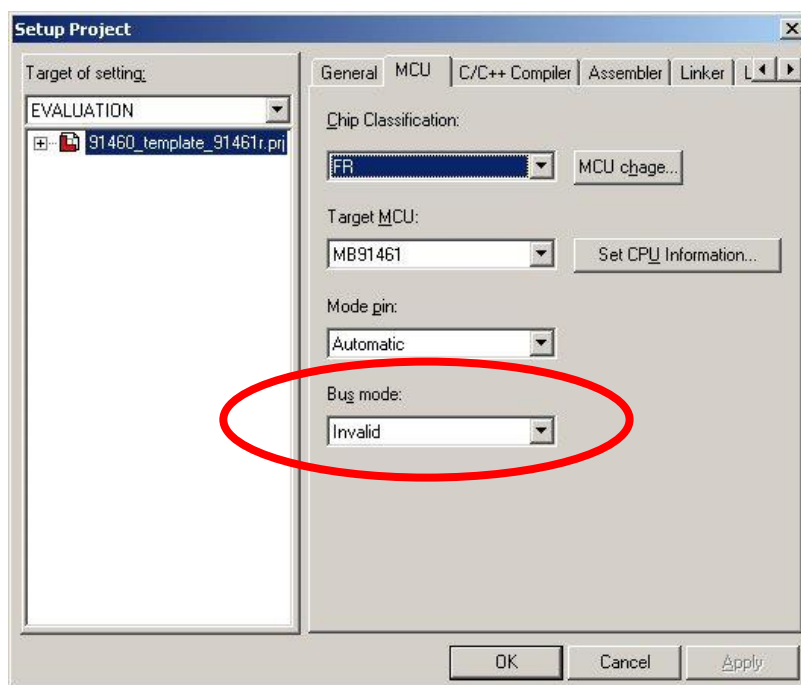 Setup Project
Target of setting:
EVALUATION
91460_template_91461r.prj
General MCU C/C++ Compiler Assembler Linker L
Chip Classification:
FR
MCU chage...
Target MCU:
MB91461
Set CPU Information...
Mode pin:
Automatic
Bus mode:
Invalid
OK Cancel Apply